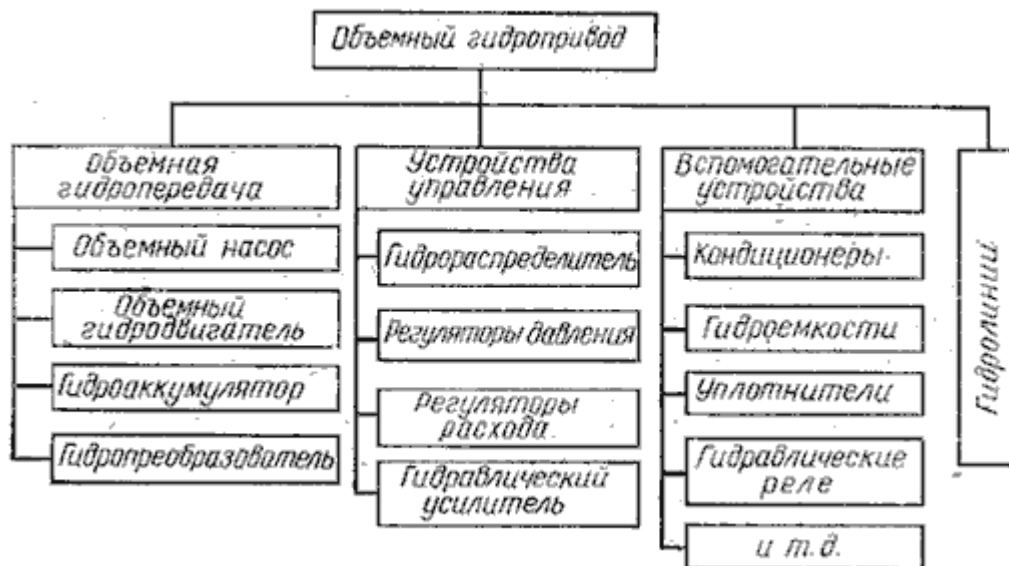 Объемный гидропривод
Объемная
гидропередача
Объемный насос
Объемный
гидродвигатель
Гидроаккумулятор
Гидропреобразователь
Устройства
управления
Гидрораспределитель
Регуляторы давления
Регуляторы
расхода
Гидравлический
усилитель
Вспомогательные
устройства
Кондиционеры
Гидроемкости
Уплотнители
Гидравлические
реле
и т.д.
Гидролиний